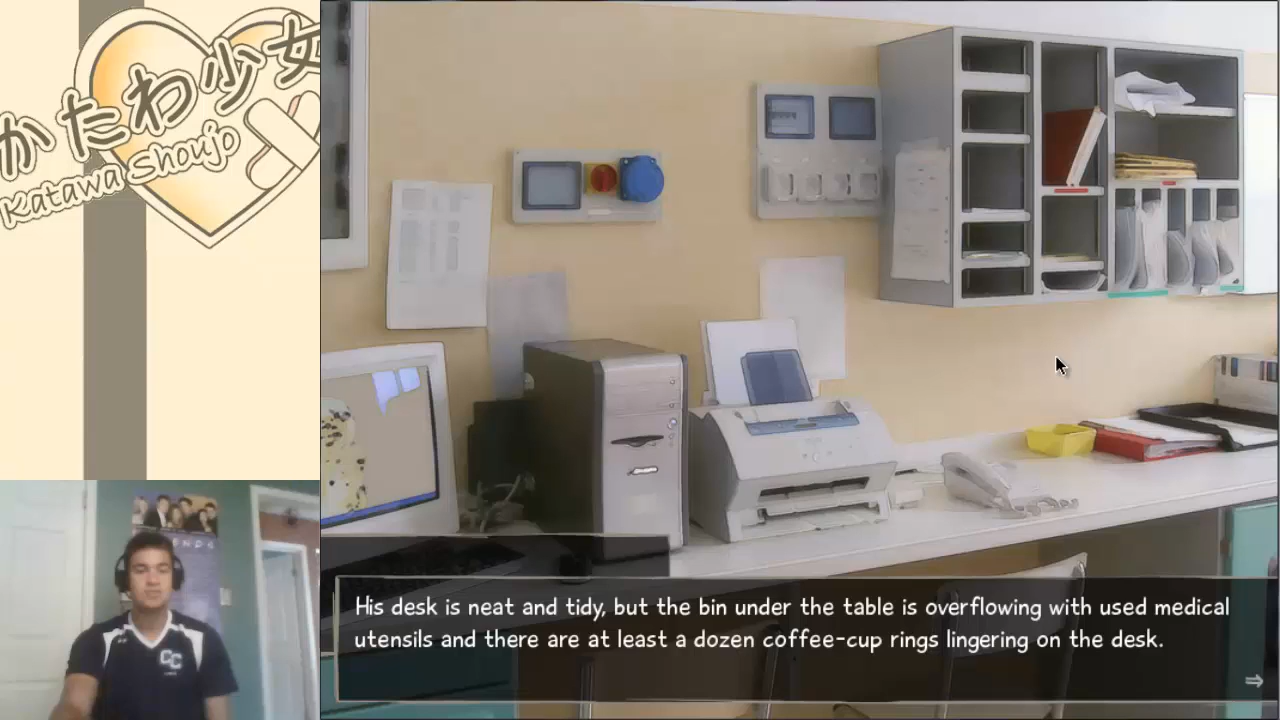 かたわ少女
Katawa Shoujo
ENDS
His desk is neat and tidy, but the bin under the table is overflowing with used medical
utensils and there are at least a dozen coffee-cup rings lingering on the desk.
CC